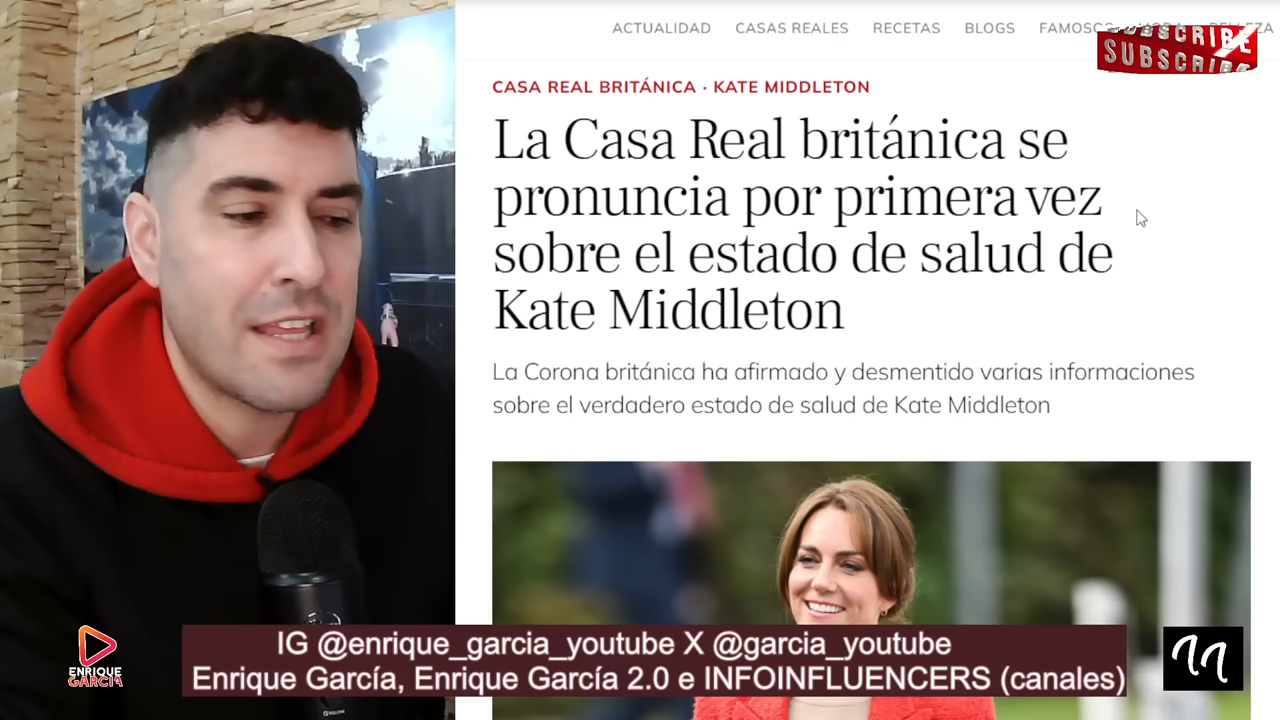 ACTUALIDAD CASAS REALES RECETAS BLOGS
SUBSCRIBE
SUBSCRIBE
CASA REAL BRITÁNICA · KATE MIDDLETON
La Casa Real británica se
pronuncia por primera vez
sobre el estado de salud de
Kate Middleton
La Corona británica ha afirmado y desmentido varias informaciones
sobre el verdadero estado de salud de Kate Middleton
ENRIQUE
GARCÍA
IG @enrique_garcia_youtube X @garcia_youtube
Enrique García, Enrique García 2.0 e INFOINFLUENCERS (canales)